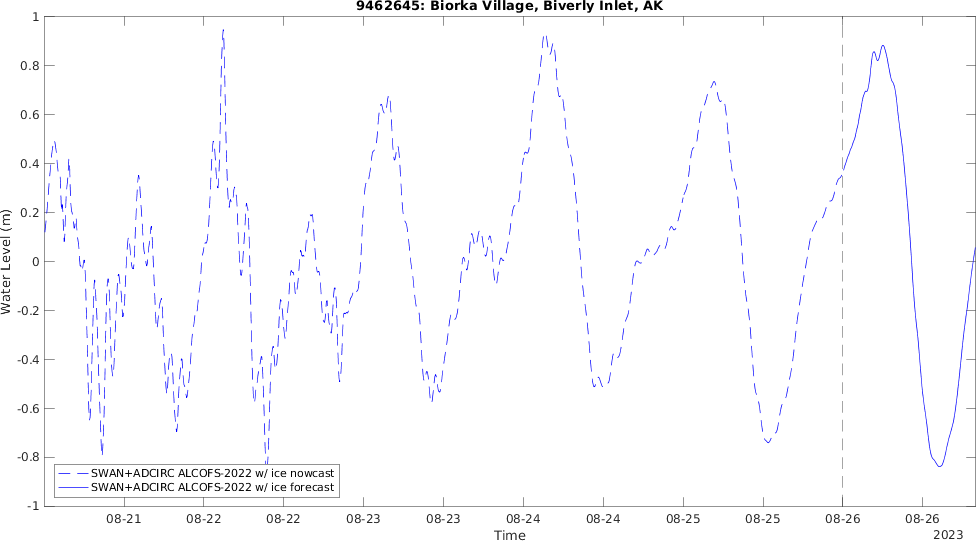 9462645: Biorka Village, Biverly Inlet, AK
1
0.8
0.6
0.4
0.2
0
-0.2
-0.4
-0.6
-0.8
-1
Water Level (m)
SWAN+ADCIRC ALCOFS-2022 w/ ice nowcast
SWAN+ADCIRC ALCOFS-2022 w/ ice forecast
08-21 08-22 08-22 08-23 08-23 08-24 08-24 08-25 08-25 08-26 08-26
Time
2023